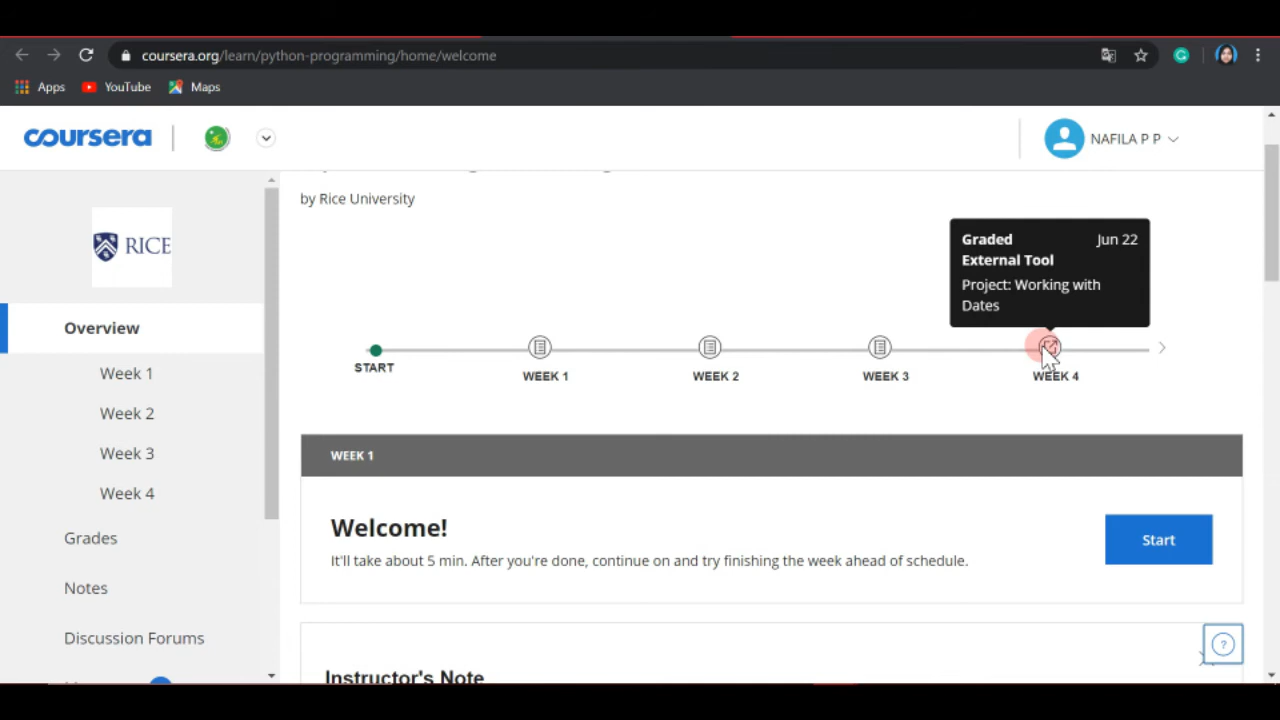 coursera.org/learn/python-programming/home/welcome
Apps YouTube Maps
coursera
NAFILA P P
RICE
by Rice University
Graded Jun 22
External Tool
Project: Working with
Dates
START WEEK 1 WEEK 2 WEEK 3 WEEK 4
Overview
Week 1
Week 2
Week 3
Week 4
Grades
Notes
Discussion Forums
WEEK 1
Welcome!
It'll take about 5 min. After you're done, continue on and try finishing the week ahead of schedule.
Start
?
Instructor's Note